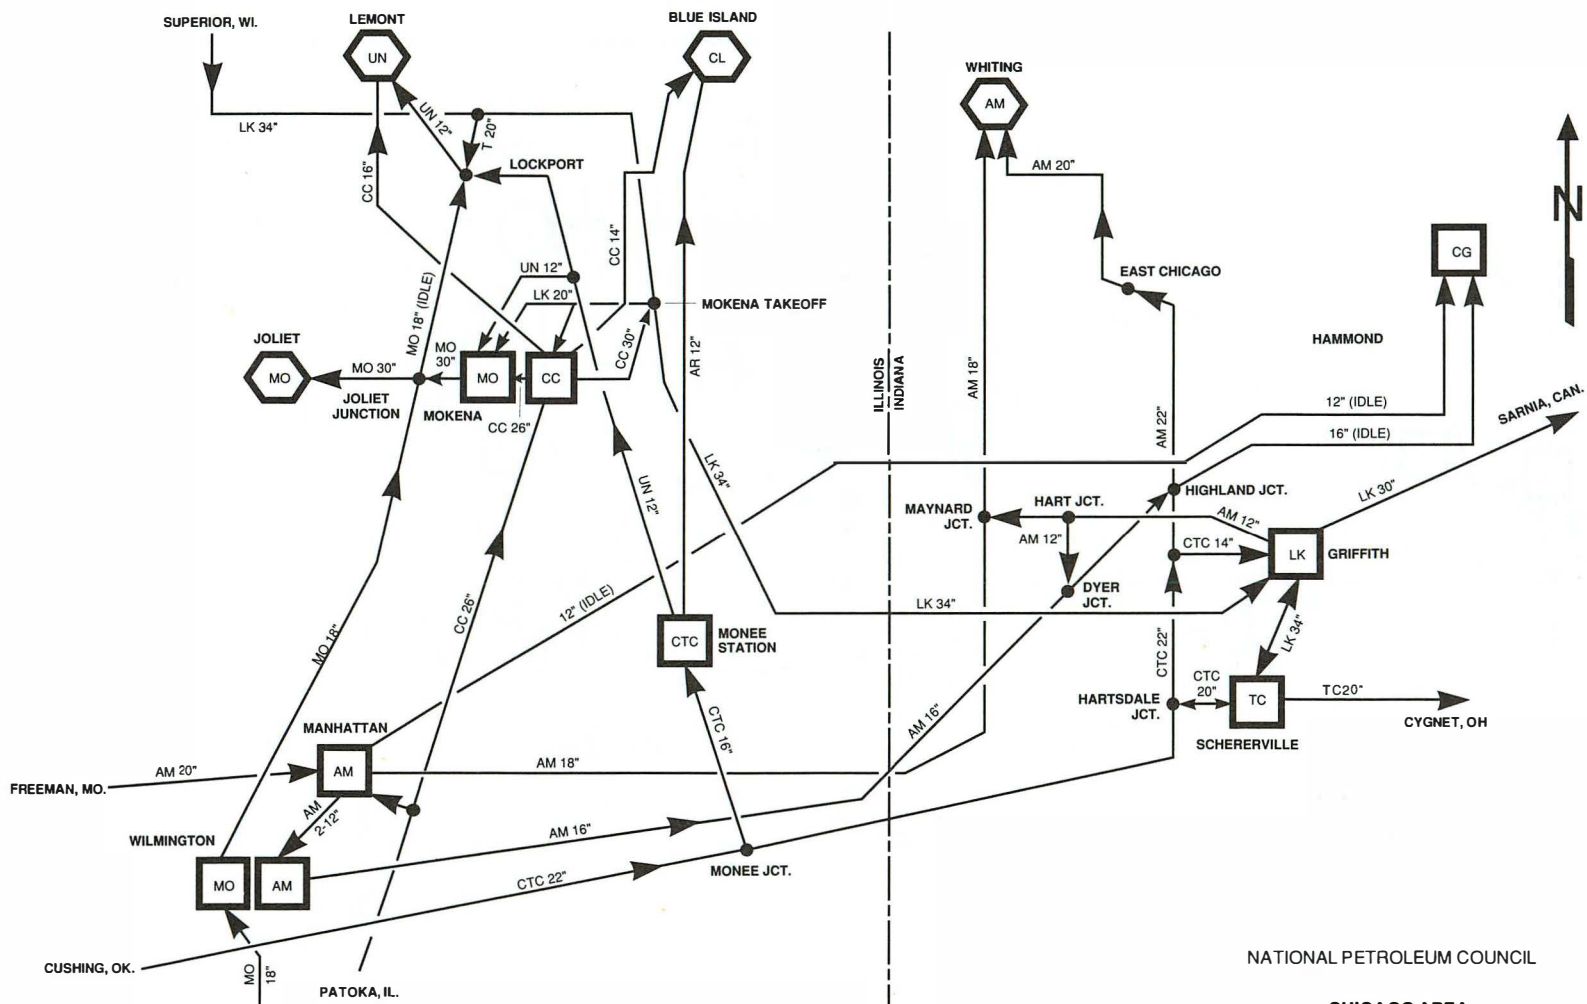 SUPERIOR, WI.
LEMONT
BLUE ISLAND
UN
CL
WHITING
AM
LK 34"
UN 12"
T 20"
LOCKPORT
CC 16"
AM 20"
N
CC 14"
CG
UN 12"
LK 20"
EAST CHICAGO
MOKENA TAKEOFF
MO 18" (IDLE)
JOLIET
MO
MO 30"
MO
30"
MO
CC
CC 30"
AR 12"
JOLIET
JUNCTION
MOKENA
CC 26"
ILLINOIS
INDIANA
AM 18"
HAMMOND
12" (IDLE)
16" (IDLE)
SARNIA, CAN.
AM 22"
LK 34"
UN 12"
HIGHLAND JCT.
LK 30"
MAYNARD
JCT.
HART JCT.
AM 12"
AM 12"
CTC 14"
LK
GRIFFITH
DYER
JCT.
LK 34"
12" (IDLE)
CC 26"
MO 18"
CTC
MONEE
STATION
CTC 22"
LK 34"
CTC
20"
TC
TC20"
HARTSDALE
JCT.
CYGNET, OH
SCHERERVILLE
CTC 16"
AM 16"
MANHATTAN
AM
AM 20"
AM 18"
FREEMAN, MO.
AM
2-12"
WILMINGTON
MO
AM
AM 16"
CTC 22"
MONEE JCT.
CUSHING, OK.
MO
18"
PATOKA, IL.
NATIONAL PETROLEUM COUNCIL
CHICAGO AREA